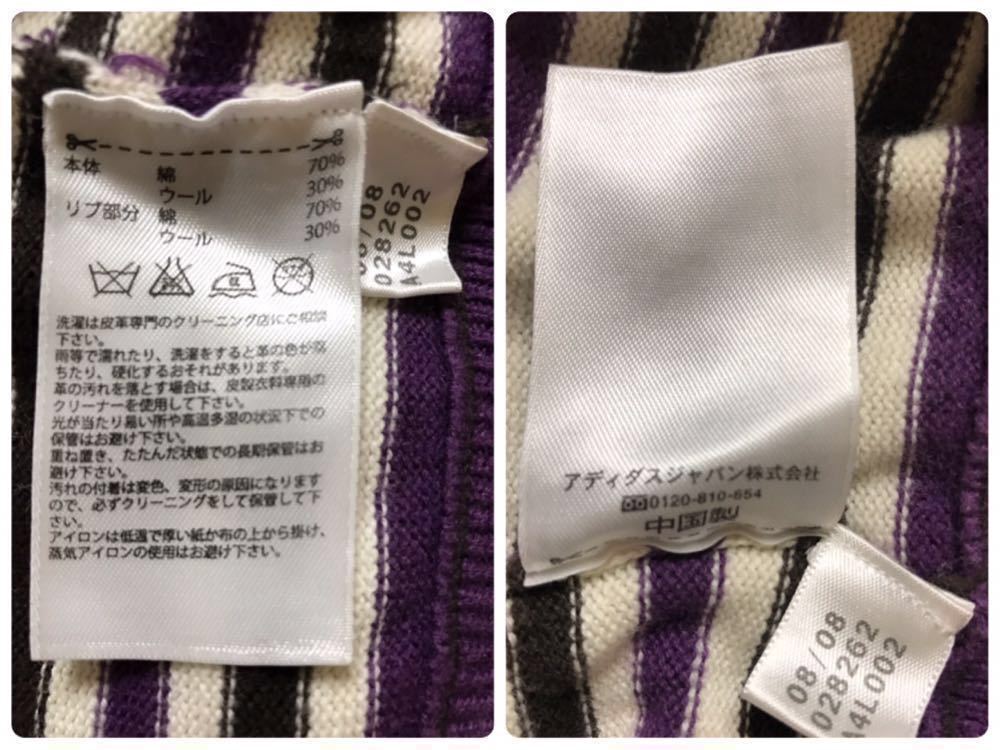 本体 綿 70%
ウール 30%
リブ部分 綿 70%
ウール 30%
08/08
028262
A4L002
洗濯は皮革専門のクリーニング店にご相談
下さい。
雨等で濡れたり、洗濯をすると革の色が落
ちたり、硬化するおそれがあります。
革の汚れを落とす場合は、皮製衣料専用の
クリーナーを使用して下さい。
光が当たり易い所や高温多湿の状況下での
保管はお避け下さい。
重ね置き、たたんだ状態での長期保管はお
避け下さい。
汚れの付着は変色、変形の原因になります
ので、必ずクリーニングをして保管して下
さい。
アイロンは低温で厚い紙か布の上から掛け、
蒸気アイロンの使用はお避け下さい。
アディダスジャパン株式会社
0120-810-654
中国製
08/08
028262
A4L002